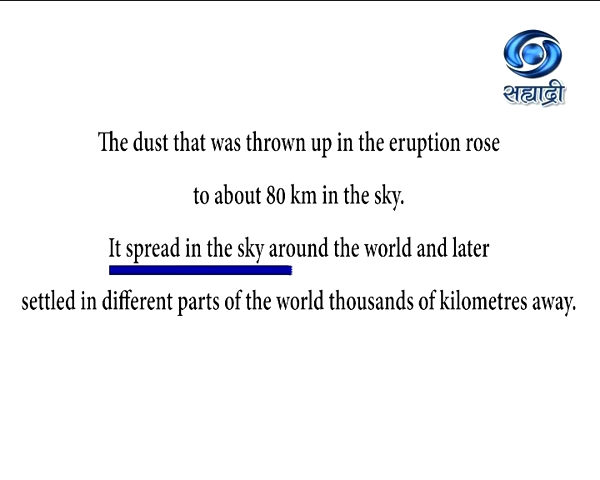 सह्याद्री
The dust that was thrown up in the eruption rose
to about 80 km in the sky.
It spread in the sky around the world and later
settled in different parts of the world thousands of kilometres away.